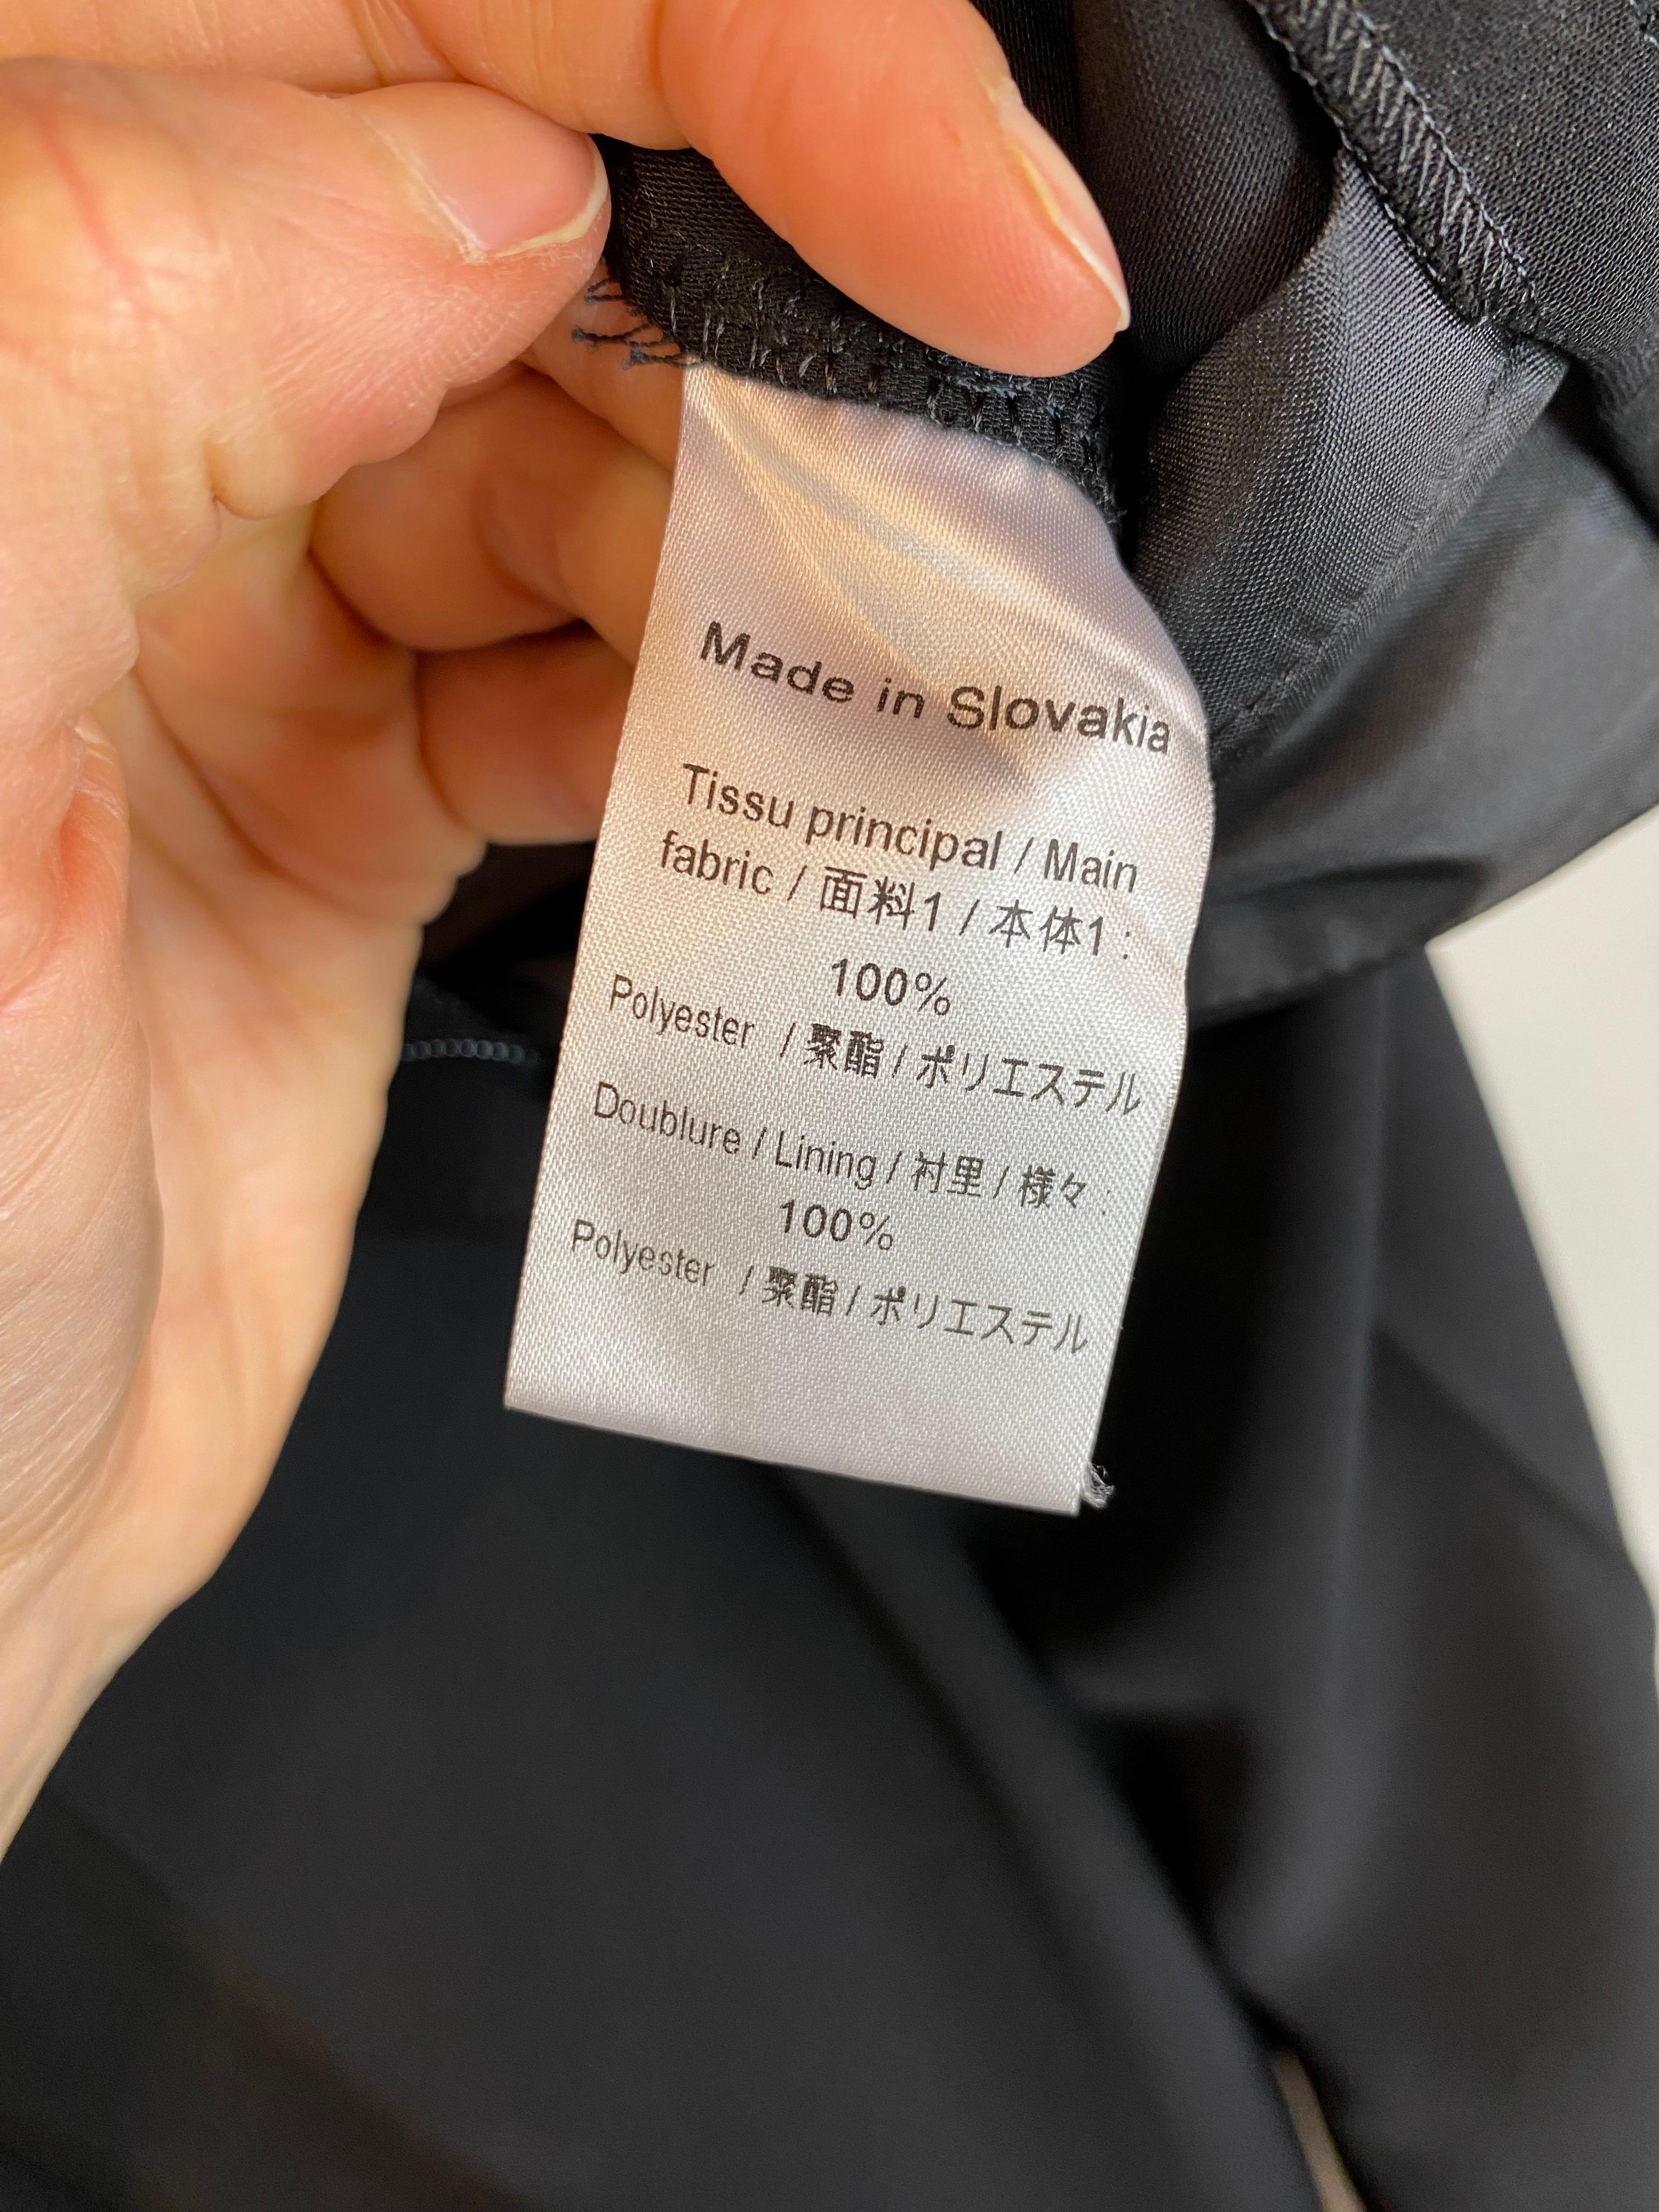 Made in Slovakia
Tissu principal / Main
fabric / 面料1 / 本体1 :
100%
Polyester / 聚酯 / ポリエステル
Doublure / Lining / 衬里 / 様々 :
100%
Polyester / 聚酯 / ポリエステル